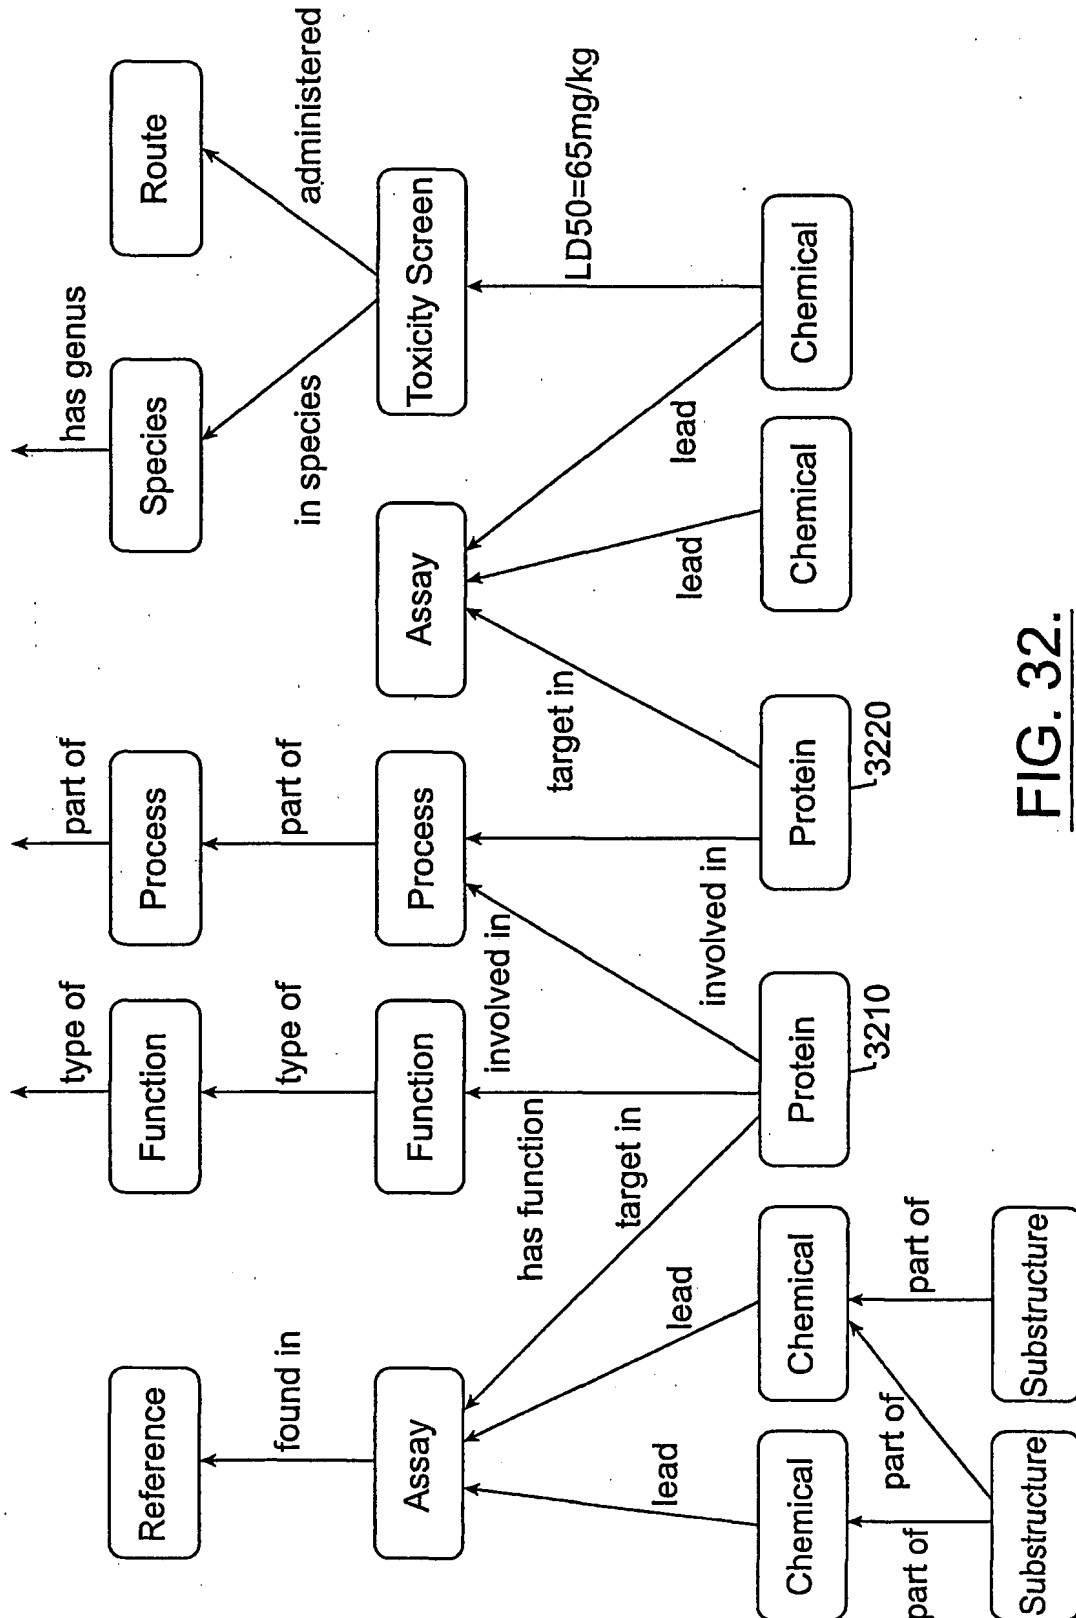 has genus
part of
part of
type of
Route
Species
Process
Function
Reference
administered
in species
part of
type of
found in
Toxicity Screen
Assay
Process
Function
Assay
LD50=65mg/kg
lead
lead
target in
involved in
involved in
has function
target in
lead
lead
Chemical
Chemical
Protein
3220
Protein
3210
Chemical
Chemical
part of
part of
part of
Substructure
Substructure
FIG. 32.